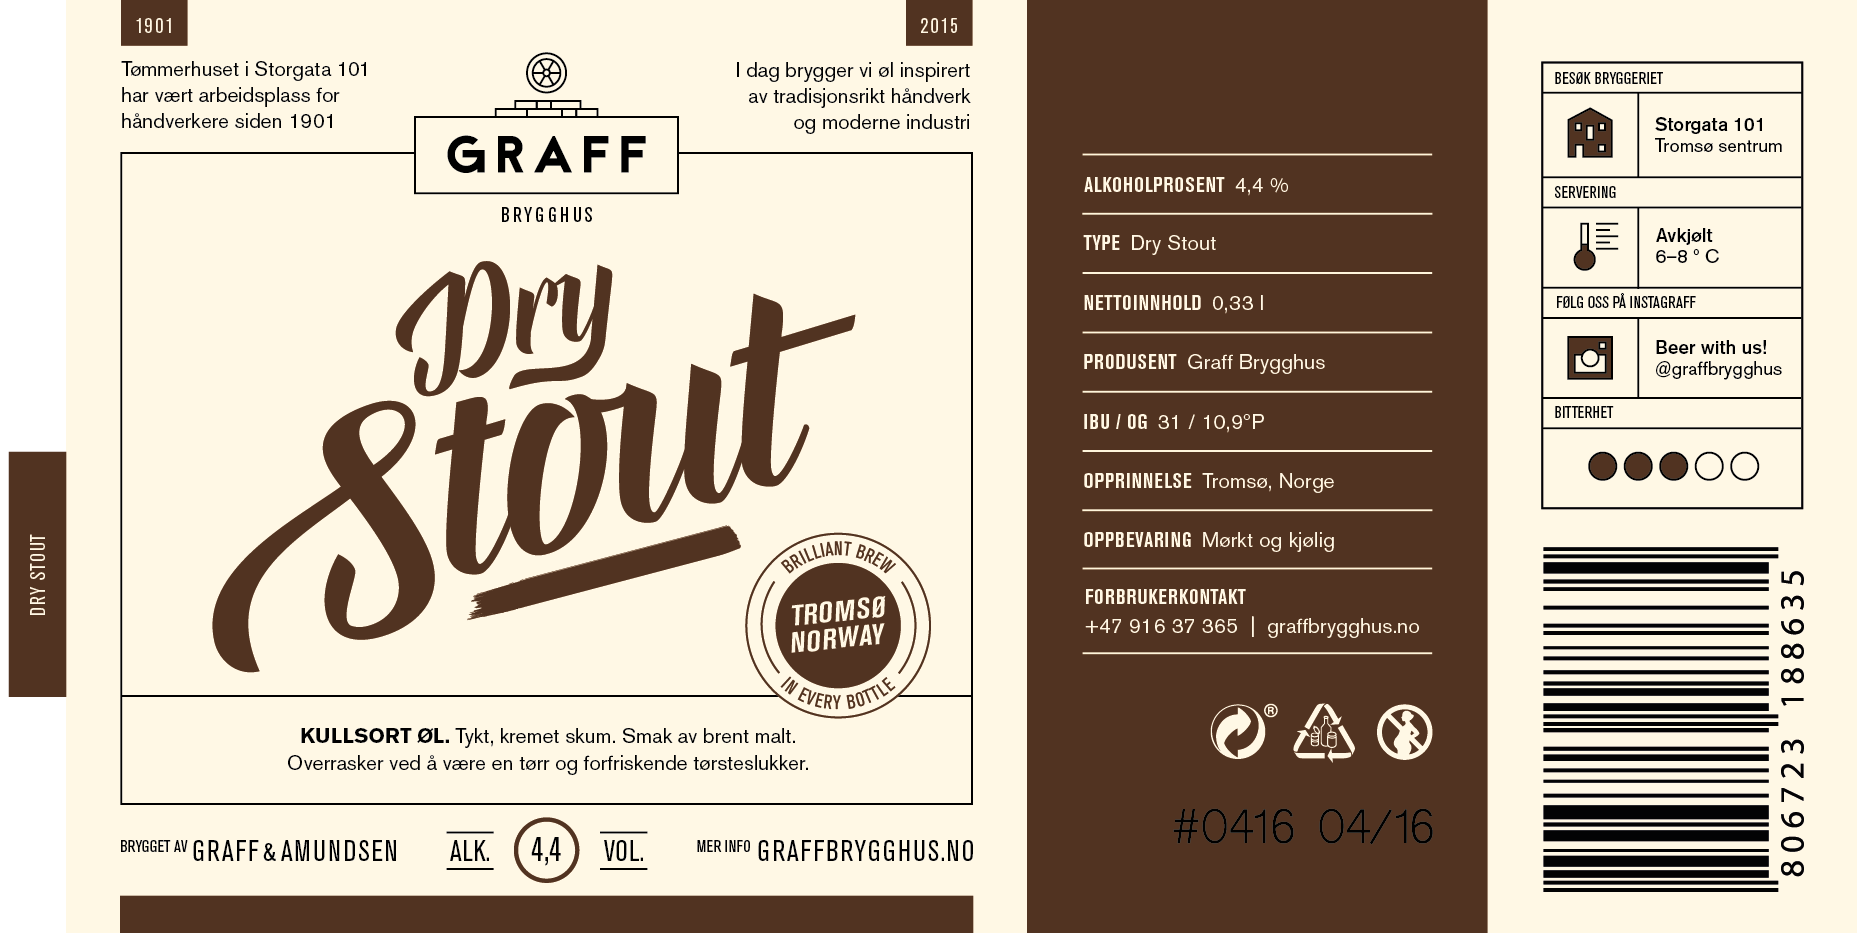 1901
Tømmerhuset i Storgata 101
har vært arbeidsplass for
håndverkere siden 1901
2015
I dag brygger vi øl inspirert
av tradisjonsrikt håndverk
og moderne industri
GRAFF
BRYGGHUS
Dry
Stout
BRILLIANT BREW
TROMSØ
NORWAY
IN EVERY BOTTLE
KULLSORT ØL. Tykt, kremet skum. Smak av brent malt.
Overrasker ved å være en tørr og forfriskende tørsteslukker.
BRYGGET AV GRAFF & AMUNDSEN
ALK. 4,4 VOL.
MER INFO GRAFFBRYGGHUS.NO
DRY STOUT
ALKOHOLPROSENT 4,4 %
TYPE Dry Stout
NETTOINNHOLD 0,33 l
PRODUSENT Graff Brygghus
IBU / OG 31 / 10,9°P
OPPRINNELSE Tromsø, Norge
OPPBEVARING Mørkt og kjølig
FORBRUKERKONTAKT
+47 916 37 365 | graffbrygghus.no
®
#0416 04/16
BESØK BRYGGERIET
Storgata 101
Tromsø sentrum
SERVERING
Avkjølt
6–8 ° C
FØLG OSS PÅ INSTAGRAFF
Beer with us!
@graffbrygghus
BITTERHET
806723 188635